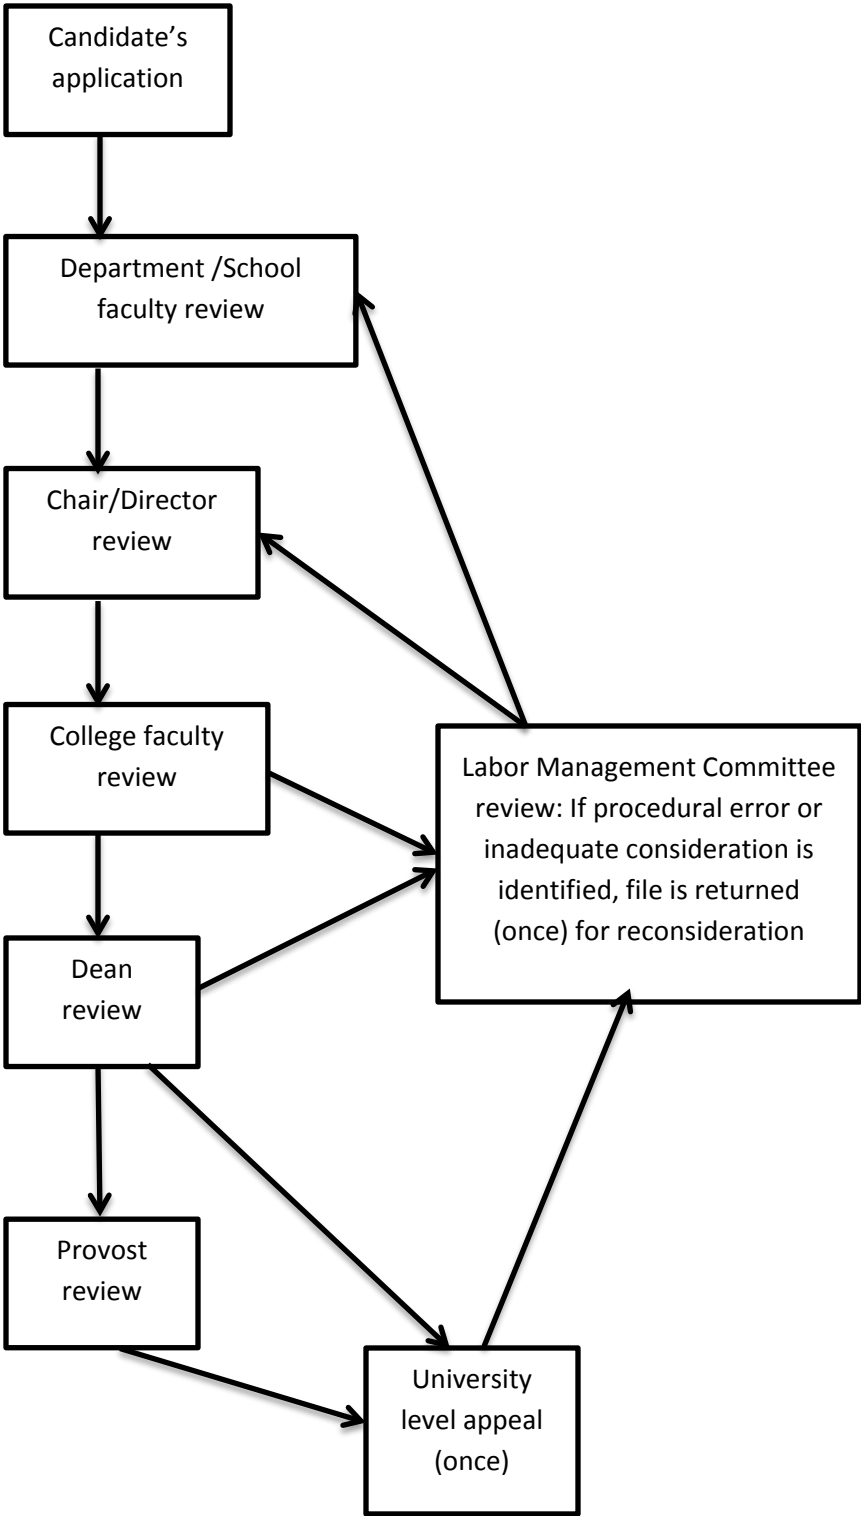 Candidate’s
application
Department /School
faculty review
Chair/Director
review
College faculty
review
Labor Management Committee
review: If procedural error or
inadequate consideration is
identified, file is returned
(once) for reconsideration
Dean
review
Provost
review
University
level appeal
(once)